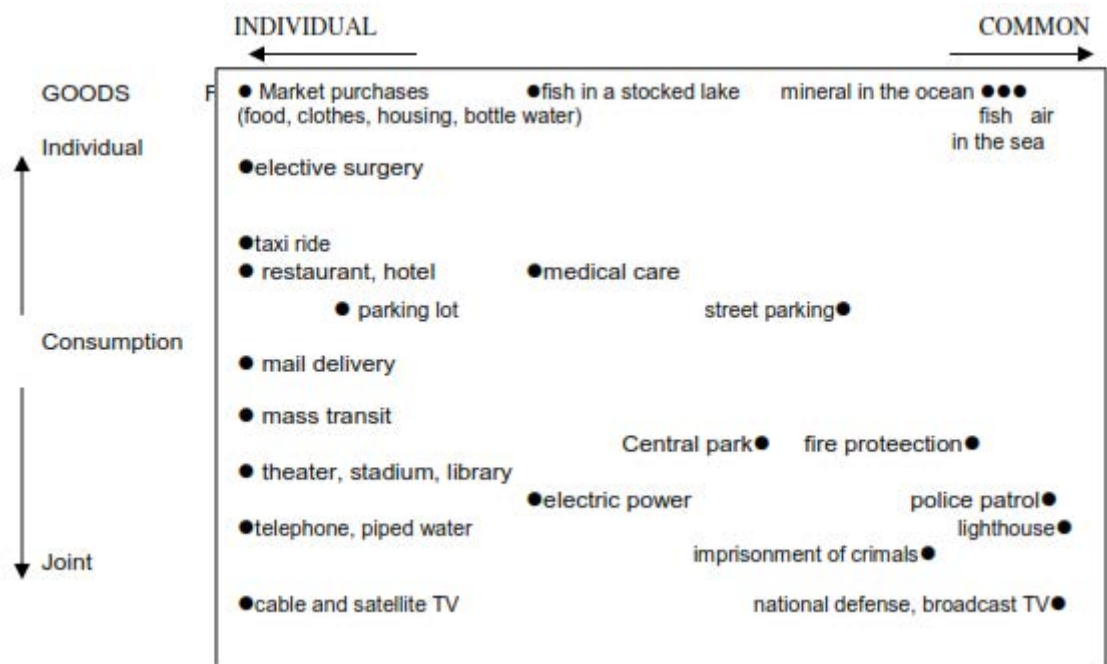 INDIVIDUAL COMMON
GOODS F ● Market purchases ●fish in a stocked lake mineral in the ocean ●●●
(food, clothes, housing, bottle water) fish air
Individual in the sea
●elective surgery
●taxi ride
● restaurant, hotel ●medical care
● parking lot street parking●
Consumption
● mail delivery
● mass transit
Central park● fire proteection●
● theater, stadium, library
●electric power police patrol●
●telephone, piped water lighthouse●
Joint imprisonment of crimals●
●cable and satellite TV national defense, broadcast TV●